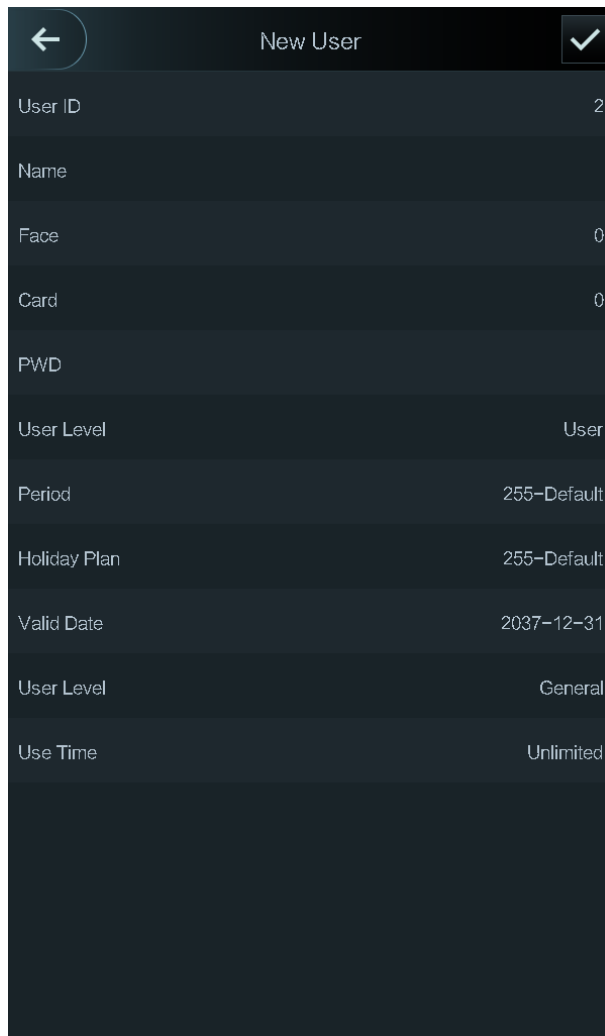 New User
User ID 2
Name
Face 0
Card 0
PWD
User Level User
Period 255-Default
Holiday Plan 255-Default
Valid Date 2037-12-31
User Level General
Use Time Unlimited